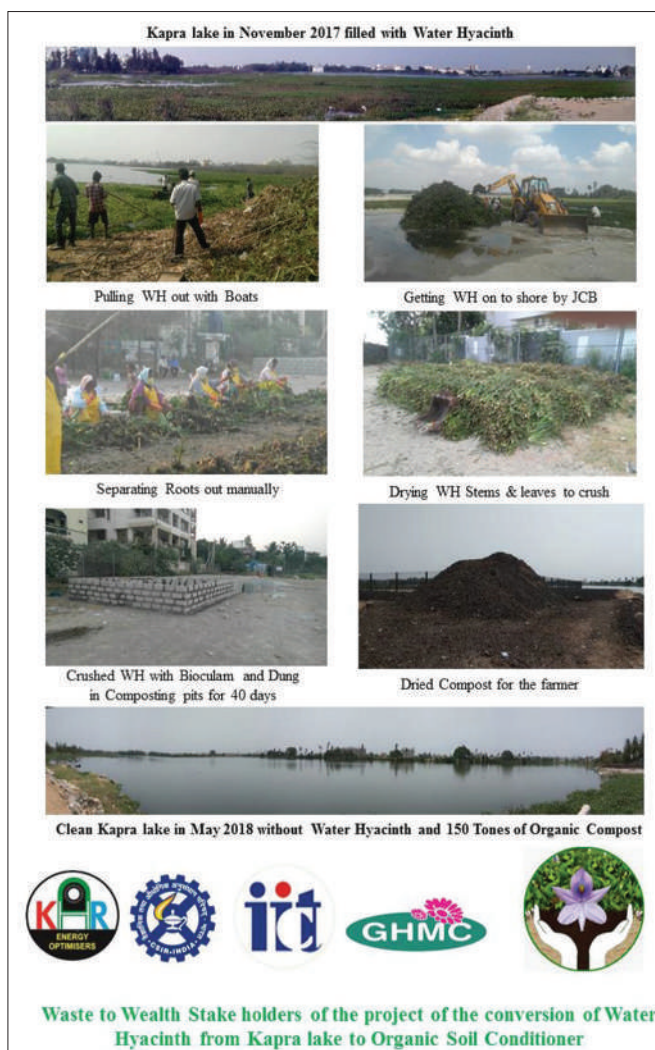 Kapra lake in November 2017 filled with Water Hyacinth
Pulling WH out with Boats
Getting WH on to shore by JCB
Separating Roots out manually
Drying WH Stems & leaves to crush
Crushed WH with Bioculam and Dung
in Composting pits for 40 days
Dried Compost for the farmer
Clean Kapra lake in May 2018 without Water Hyacinth and 150 Tones of Organic Compost
KHR
ENERGY
OPTIMISERS
CSIR-INDIA
iict
GHMC
Waste to Wealth Stake holders of the project of the conversion of Water
Hyacinth from Kapra lake to Organic Soil Conditioner